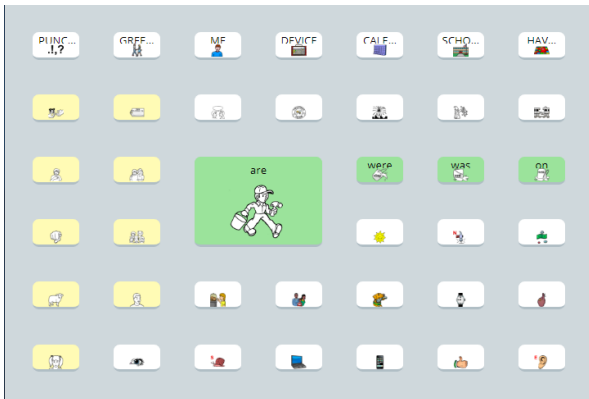 PUNC...
.!,?
GREE...
ME
DEVICE
CALE...
SCHO...
HAV...
are
were
was
on